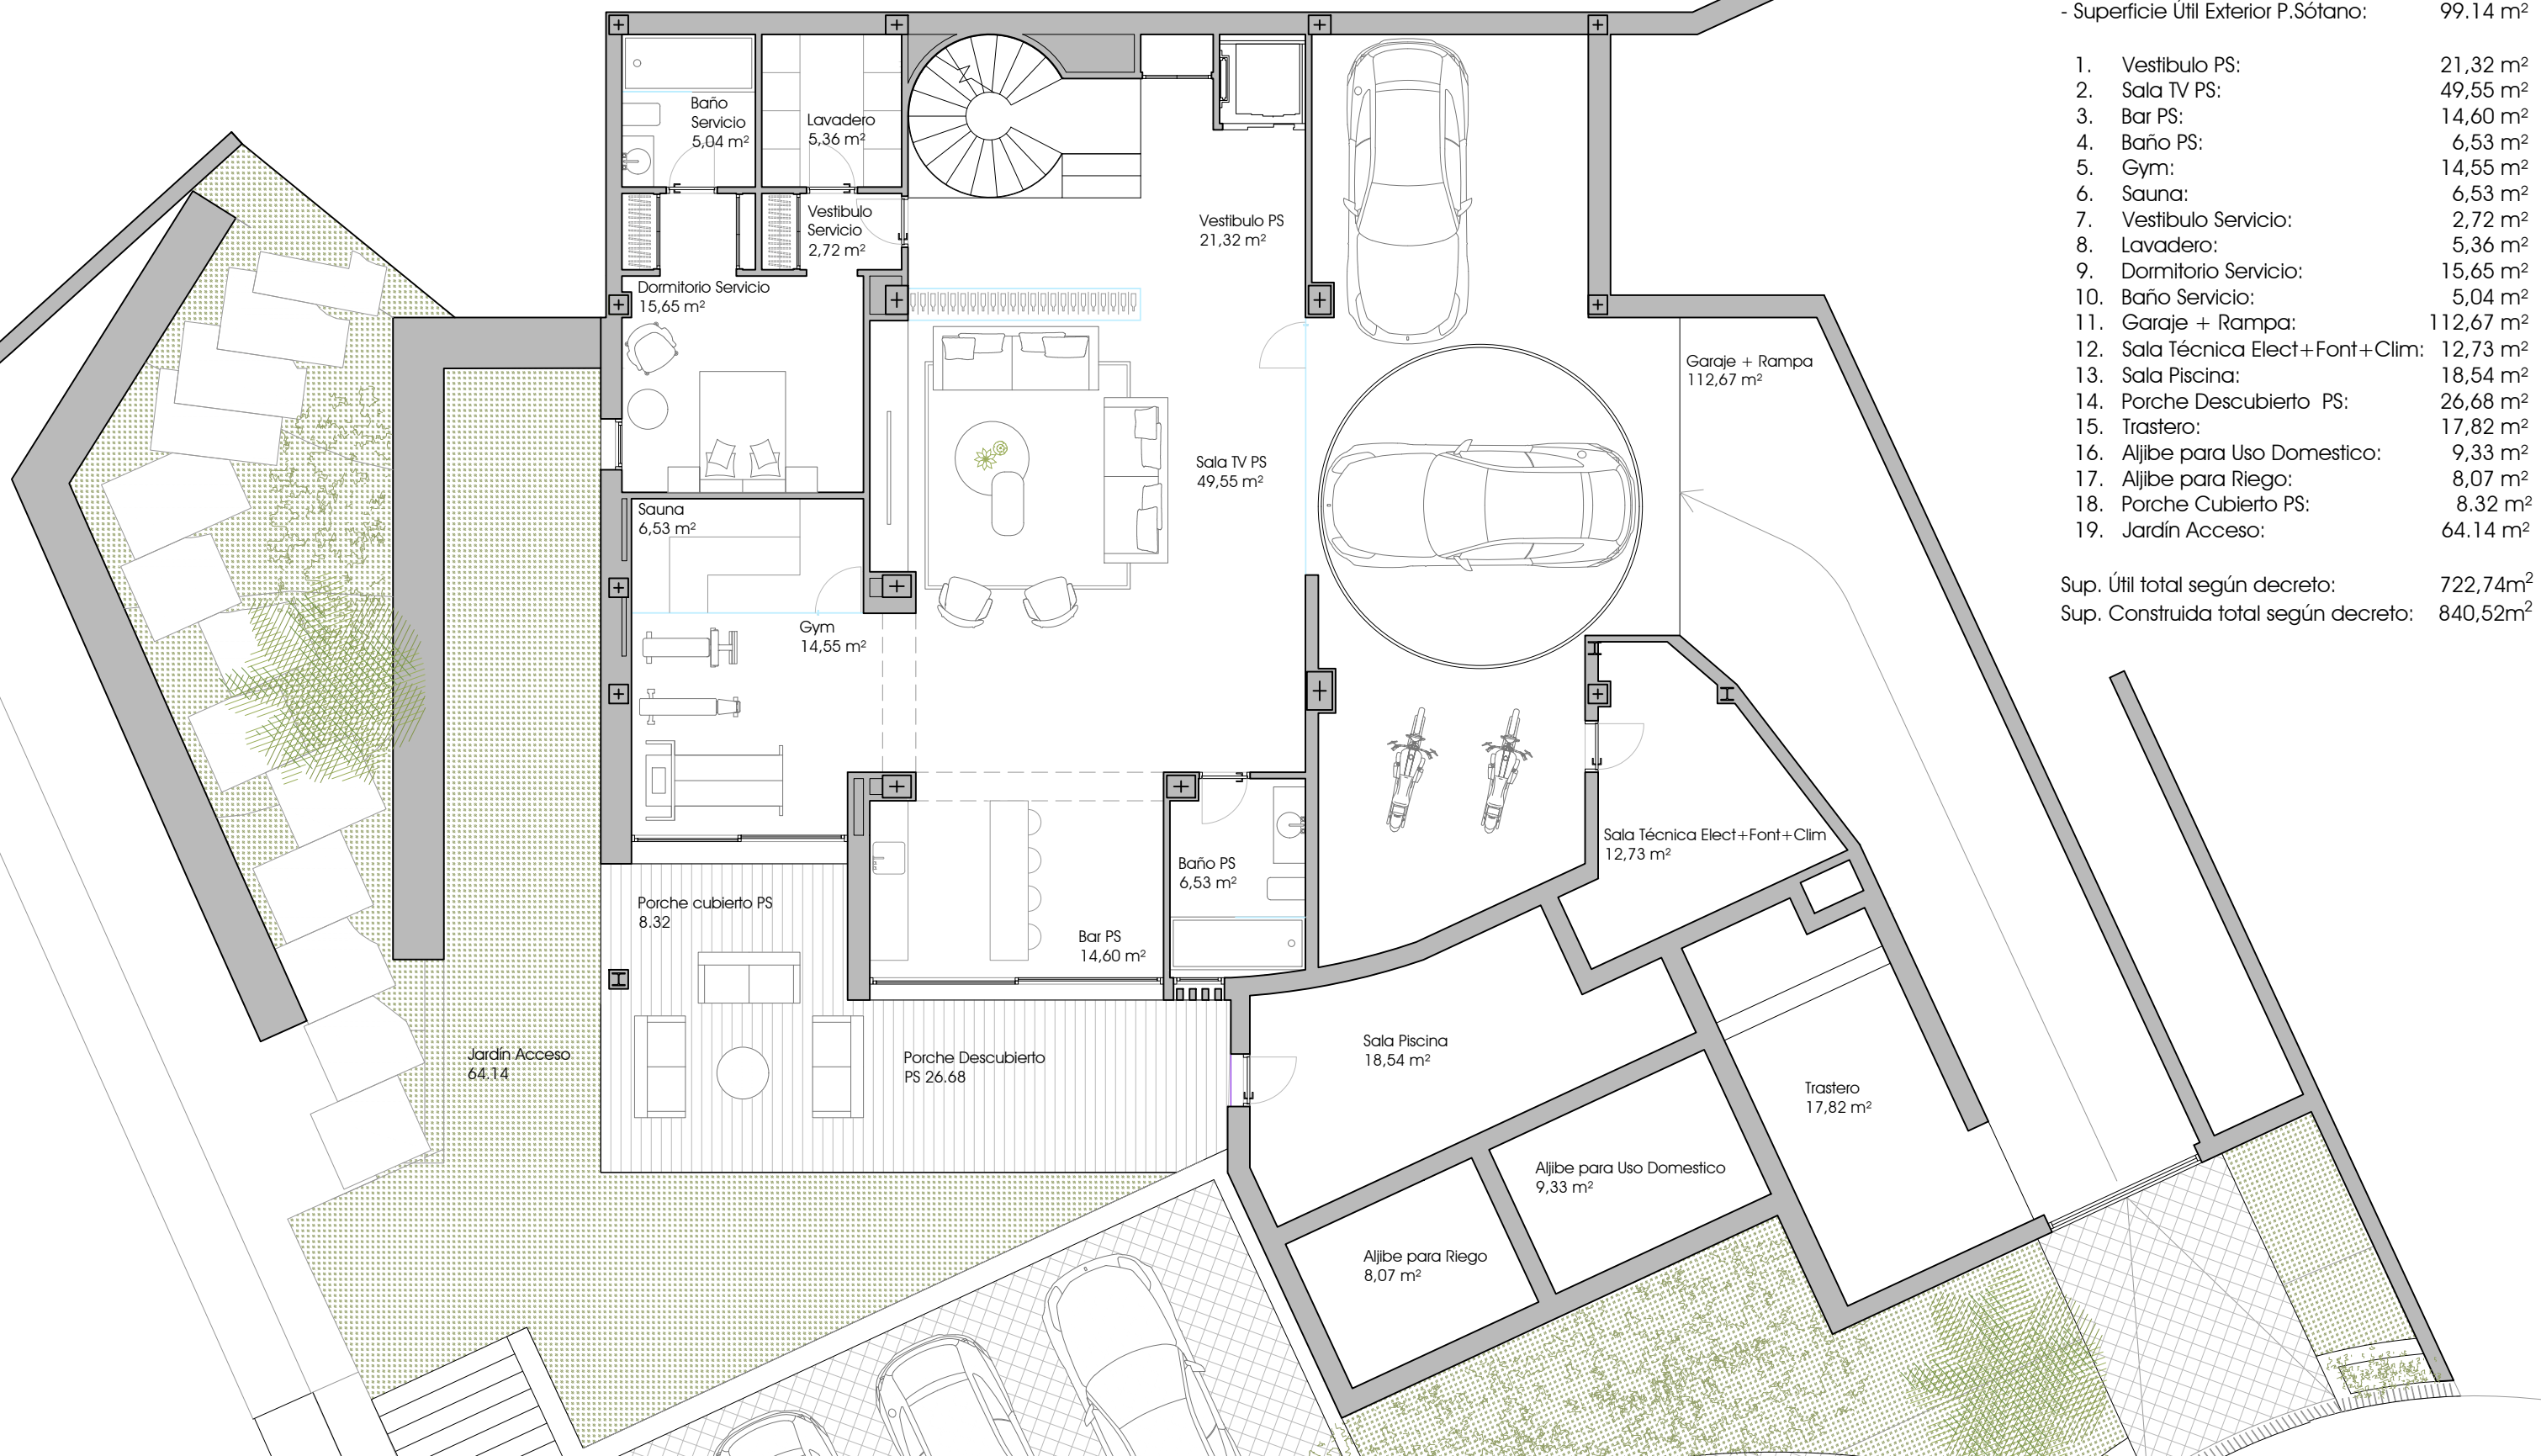 - Superficie Útil Exterior P.Sótano: 99.14 m²
1. Vestibulo PS: 21,32 m²
2. Sala TV PS: 49,55 m²
3. Bar PS: 14,60 m²
4. Baño PS: 6,53 m²
5. Gym: 14,55 m²
6. Sauna: 6,53 m²
7. Vestibulo Servicio: 2,72 m²
8. Lavadero: 5,36 m²
9. Dormitorio Servicio: 15,65 m²
10. Baño Servicio: 5,04 m²
11. Garaje + Rampa: 112,67 m²
12. Sala Técnica Elect+Font+Clim: 12,73 m²
13. Sala Piscina: 18,54 m²
14. Porche Descubierto PS: 26,68 m²
15. Trastero: 17,82 m²
16. Aljibe para Uso Domestico: 9,33 m²
17. Aljibe para Riego: 8,07 m²
18. Porche Cubierto PS: 8.32 m²
19. Jardín Acceso: 64.14 m²
Sup. Útil total según decreto: 722,74m²
Sup. Construida total según decreto: 840,52m²
Baño
Servicio
5,04 m²
Lavadero
5,36 m²
Vestibulo
Servicio
2,72 m²
Vestibulo PS
21,32 m²
Dormitorio Servicio
15,65 m²
Garaje + Rampa
112,67 m²
Sala TV PS
49,55 m²
Sauna
6,53 m²
Gym
14,55 m²
Sala Técnica Elect+Font+Clim
12,73 m²
Baño PS
6,53 m²
Porche cubierto PS
8.32
Bar PS
14,60 m²
Jardín Acceso
64.14
Porche Descubierto
PS 26.68
Sala Piscina
18,54 m²
Trastero
17,82 m²
Aljibe para Uso Domestico
9,33 m²
Aljibe para Riego
8,07 m²